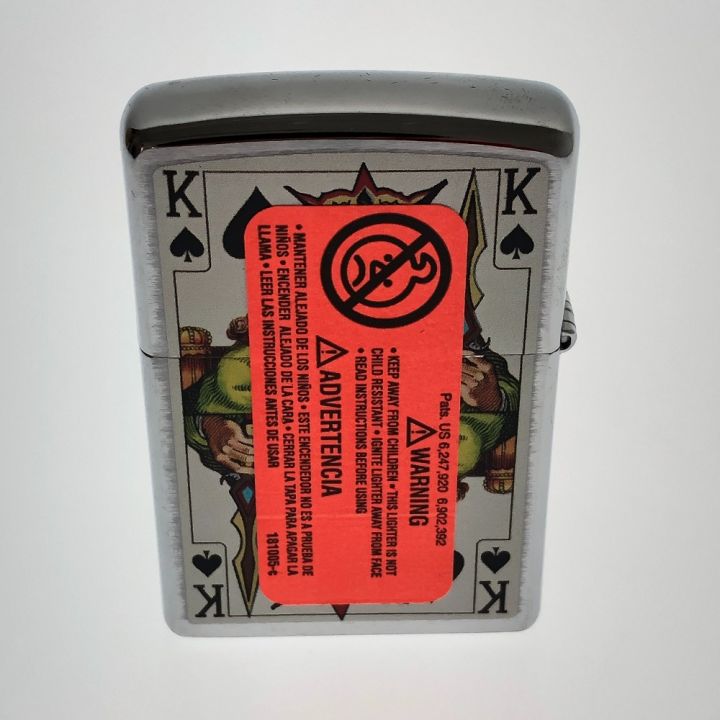 K
K
Pats. US 6,247,920 6,902,392
⚠WARNING
• KEEP AWAY FROM CHILDREN • THIS LIGHTER IS NOT
CHILD RESISTANT • IGNITE LIGHTER AWAY FROM FACE
• READ INSTRUCTIONS BEFORE USING
⚠ADVERTENCIA
• MANTENER ALEJADO DE LOS NIÑOS • ESTE ENCENDEDOR NO ES A PRUEBA DE
NIÑOS • ENCENDER ALEJADO DE LA CARA • CERRAR LA TAPA PARA APAGAR LA
LLAMA • LEER LAS INSTRUCCIONES ANTES DE USAR
181005-c
K
K